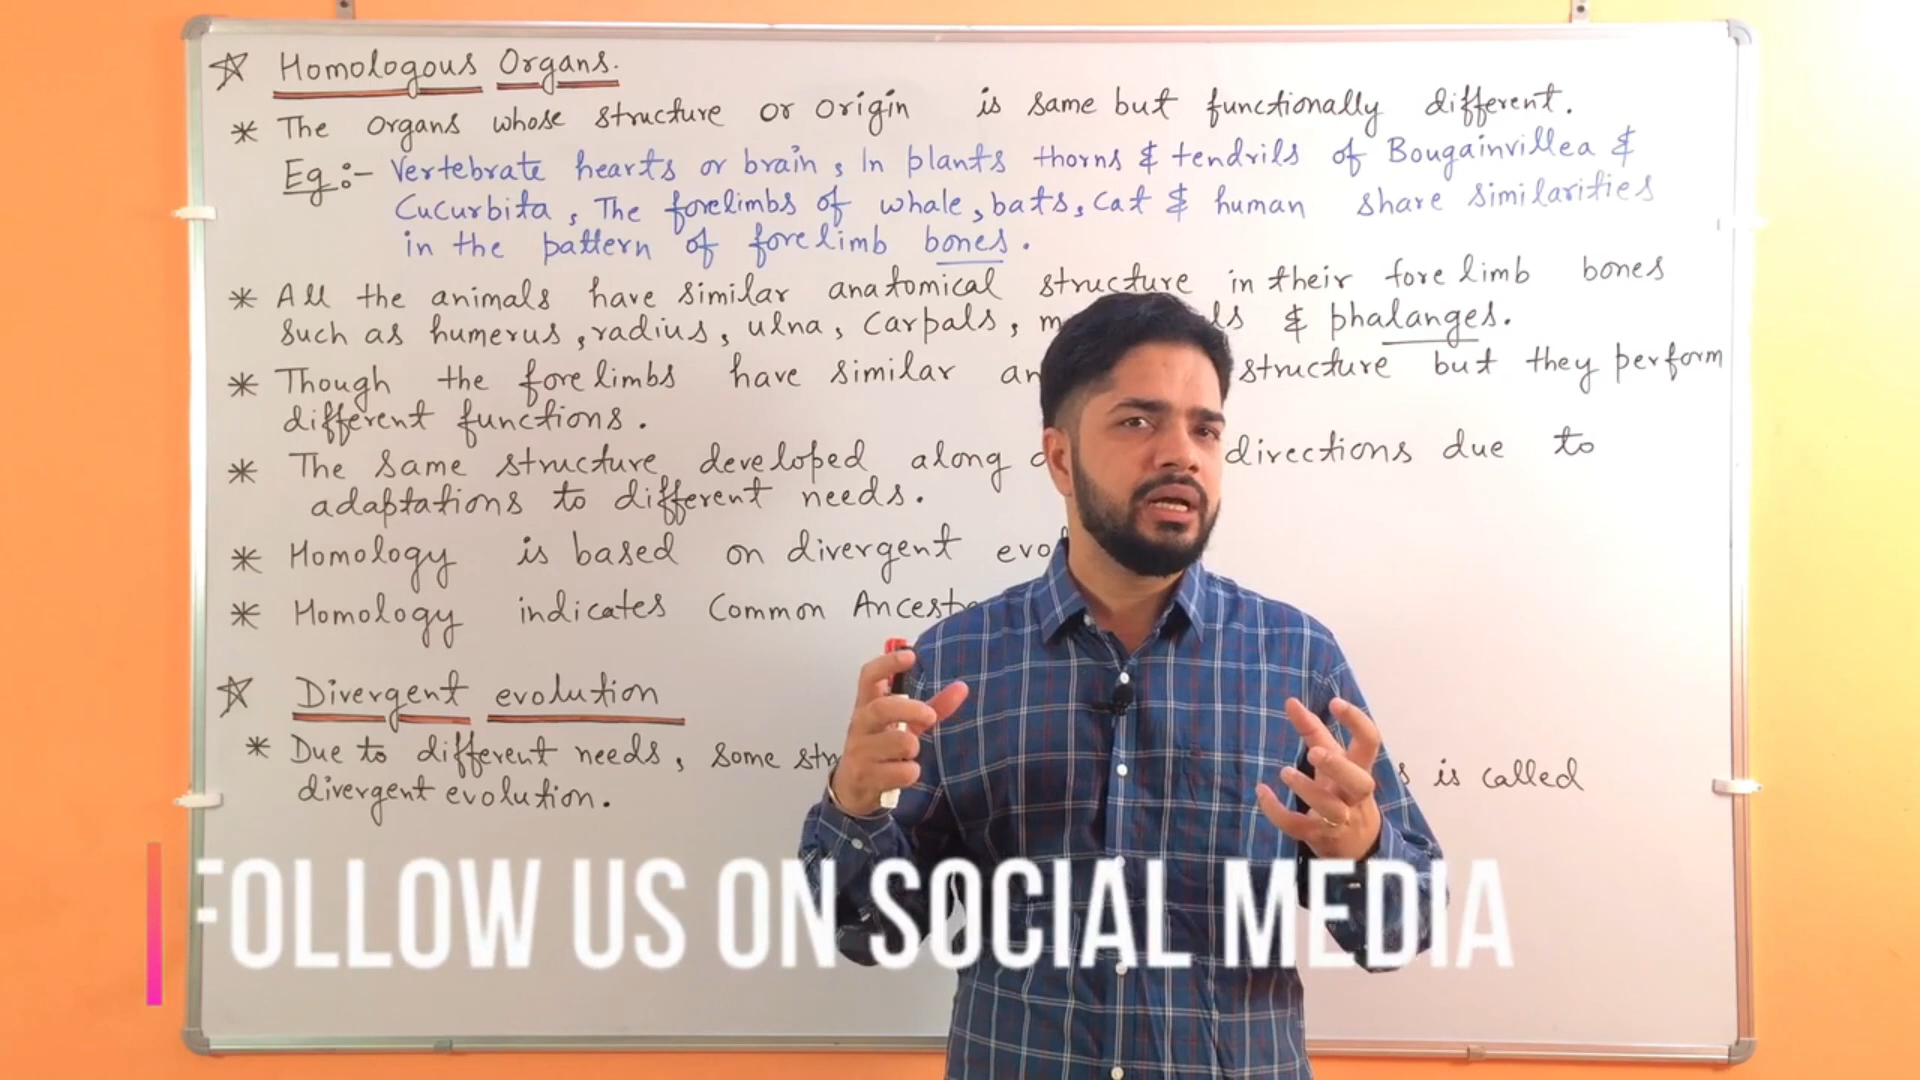 Homologous Organs.
* The Organs whose structure or origin is same but functionally different.
Eg:- Vertebrate hearts or brain, In plants thorns & tendrils of Bougainvillea &
Cucurbita, The forelimbs of whale, bats, cat & human share similarities
in the pattern of forelimb bones.
* All the animals have similar anatomical structure in their fore limb bones
such as humerus, radius, ulna, Carpals, & phalanges.
* Though the forelimbs have similar structure but they perform
different functions.
* The same structure developed along directions due to
adaptations to different needs.
* Homology is based on divergent
* Homology indicates Common
Divergent evolution
* Due to different needs, some is called
divergent evolution.
FOLLOW US ON SOCIAL MEDIA